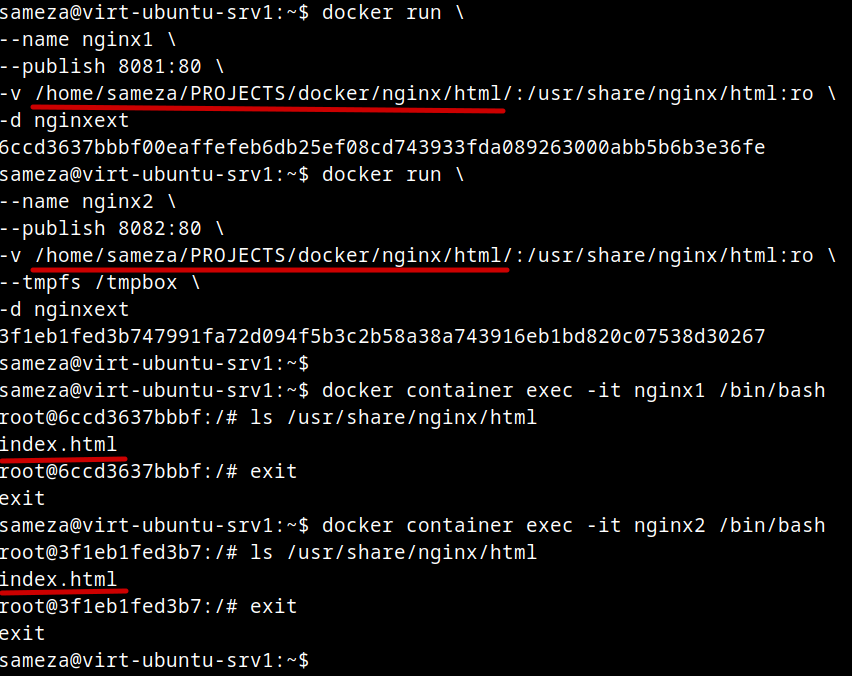 sameza@virt-ubuntu-srv1:~$ docker run \
--name nginx1 \
--publish 8081:80 \
-v /home/sameza/PROJECTS/docker/nginx/html/:/usr/share/nginx/html:ro \
-d nginxext
6ccd3637bbbf00eaffefeb6db25ef08cd743933fda089263000abb5b6b3e36fe
sameza@virt-ubuntu-srv1:~$ docker run \
--name nginx2 \
--publish 8082:80 \
-v /home/sameza/PROJECTS/docker/nginx/html/:/usr/share/nginx/html:ro \
--tmpfs /tmpbox \
-d nginxext
3f1eb1fed3b747991fa72d094f5b3c2b58a38a743916eb1bd820c07538d30267
sameza@virt-ubuntu-srv1:~$
sameza@virt-ubuntu-srv1:~$ docker container exec -it nginx1 /bin/bash
root@6ccd3637bbbf:/# ls /usr/share/nginx/html
index.html
root@6ccd3637bbbf:/# exit
exit
sameza@virt-ubuntu-srv1:~$ docker container exec -it nginx2 /bin/bash
root@3f1eb1fed3b7:/# ls /usr/share/nginx/html
index.html
root@3f1eb1fed3b7:/# exit
exit
sameza@virt-ubuntu-srv1:~$